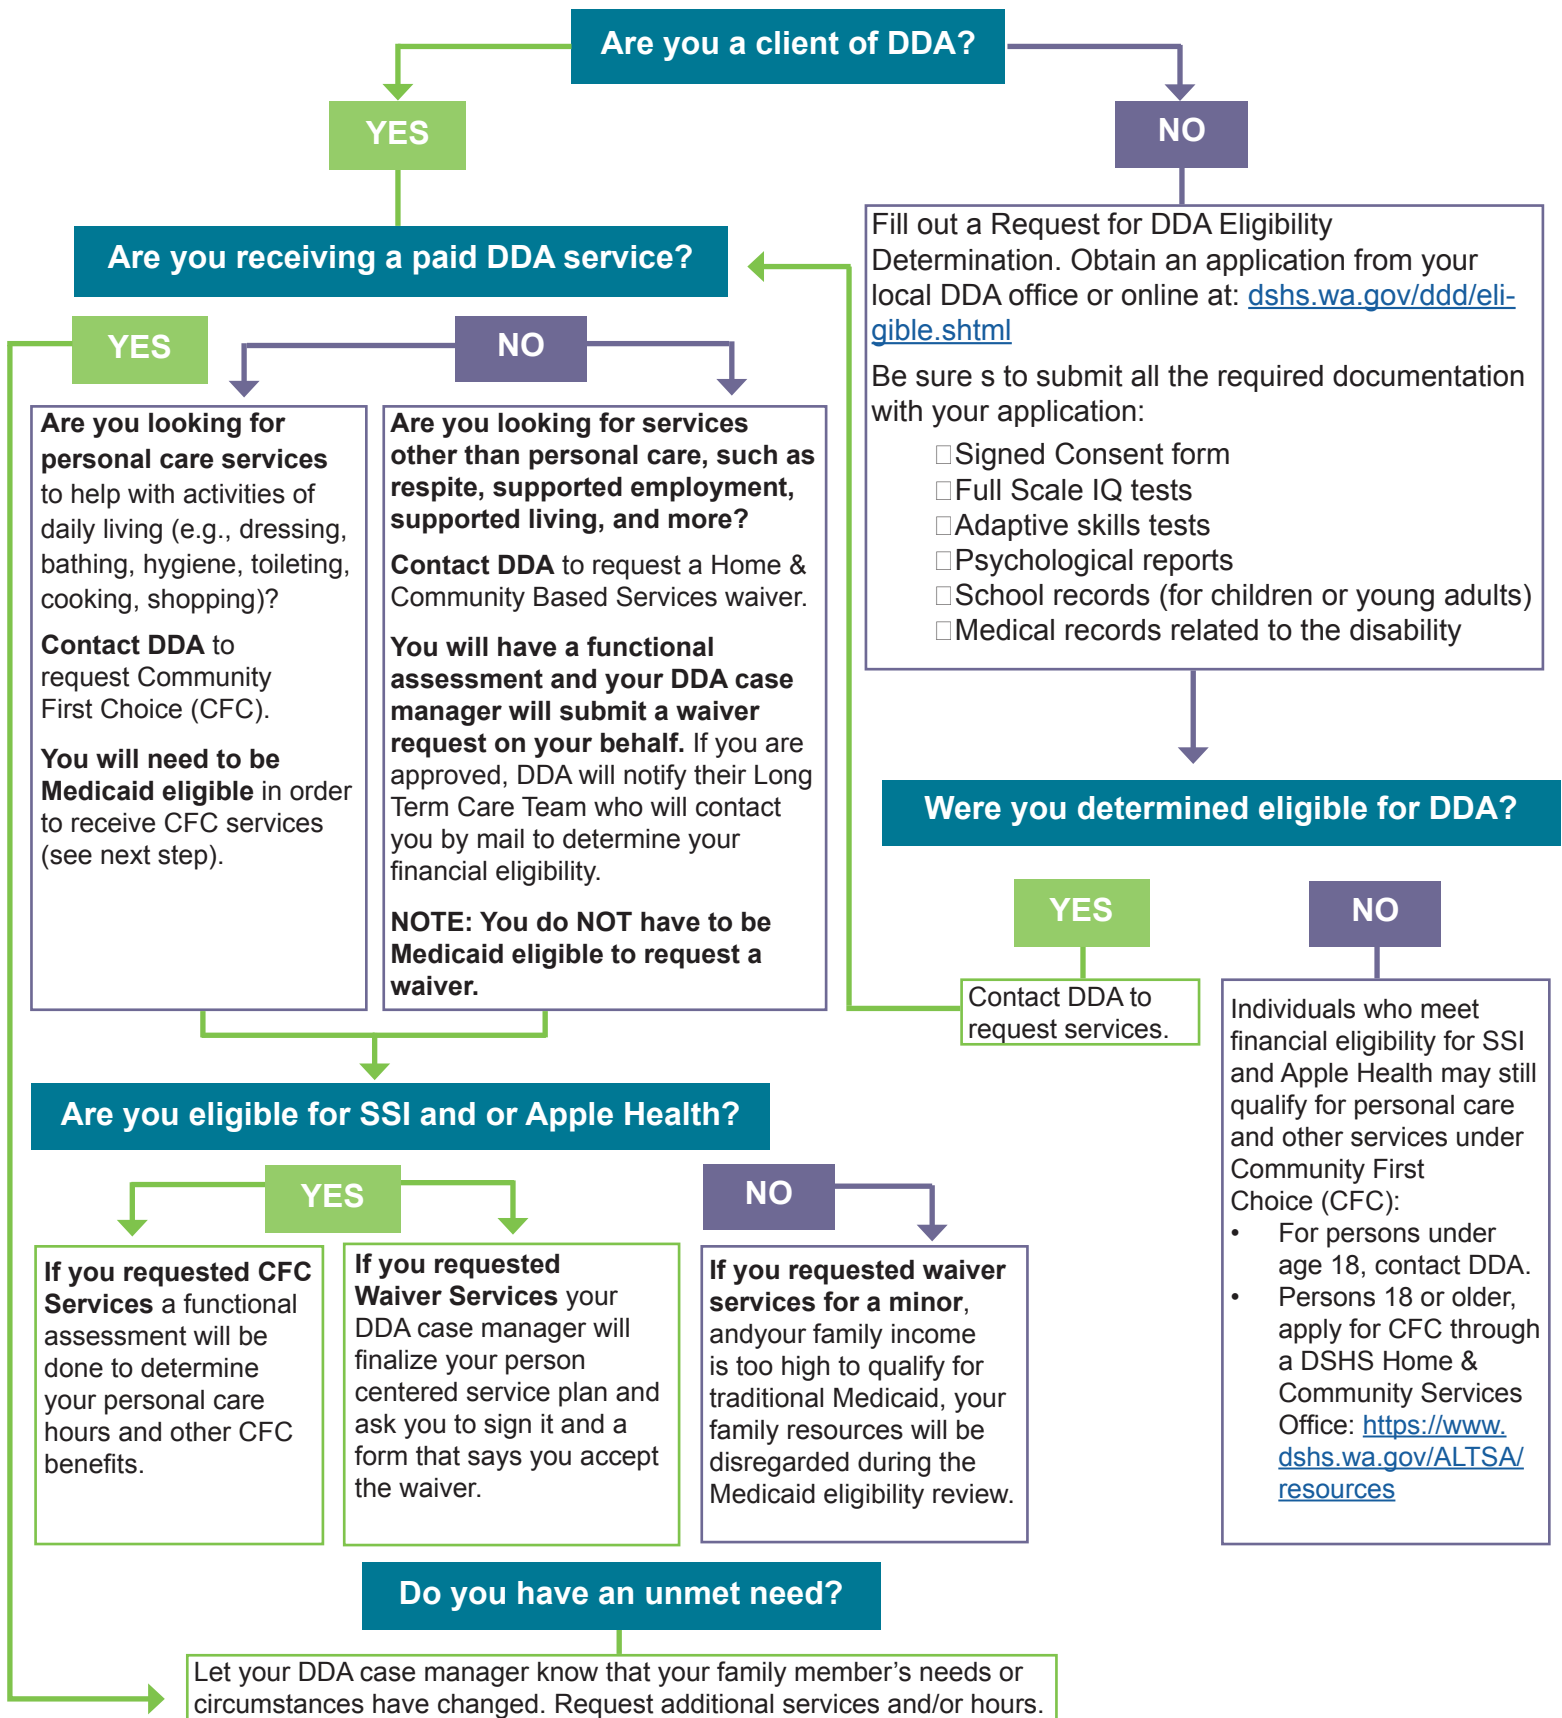 Are you a client of DDA?
YES
NO
Are you receiving a paid DDA service?
YES
NO
Are you looking for
personal care services
to help with activities of
daily living (e.g., dressing,
bathing, hygiene, toileting,
cooking, shopping)?
Contact DDA to
request Community
First Choice (CFC).
You will need to be
Medicaid eligible in order
to receive CFC services
(see next step).
Are you looking for services
other than personal care, such as
respite, supported employment,
supported living, and more?
Contact DDA to request a Home &
Community Based Services waiver.
You will have a functional
assessment and your DDA case
manager will submit a waiver
request on your behalf. If you are
approved, DDA will notify their Long
Term Care Team who will contact
you by mail to determine your
financial eligibility.
NOTE: You do NOT have to be
Medicaid eligible to request a
waiver.
Fill out a Request for DDA Eligibility
Determination. Obtain an application from your
local DDA office or online at: dshs.wa.gov/ddd/eli-
gible.shtml
Be sure s to submit all the required documentation
with your application:
□Signed Consent form
□Full Scale IQ tests
□Adaptive skills tests
□Psychological reports
□School records (for children or young adults)
□Medical records related to the disability
Were you determined eligible for DDA?
YES
NO
Contact DDA to
request services.
Individuals who meet
financial eligibility for SSI
and Apple Health may still
qualify for personal care
and other services under
Community First
Choice (CFC):
• For persons under
age 18, contact DDA.
• Persons 18 or older,
apply for CFC through
a DSHS Home &
Community Services
Office: https://www.
dshs.wa.gov/ALTSA/
resources
Are you eligible for SSI and or Apple Health?
YES
NO
If you requested CFC
Services a functional
assessment will be
done to determine
your personal care
hours and other CFC
benefits.
If you requested
Waiver Services your
DDA case manager will
finalize your person
centered service plan and
ask you to sign it and a
form that says you accept
the waiver.
If you requested waiver
services for a minor,
andyour family income
is too high to qualify for
traditional Medicaid, your
family resources will be
disregarded during the
Medicaid eligibility review.
Do you have an unmet need?
Let your DDA case manager know that your family member’s needs or
circumstances have changed. Request additional services and/or hours.